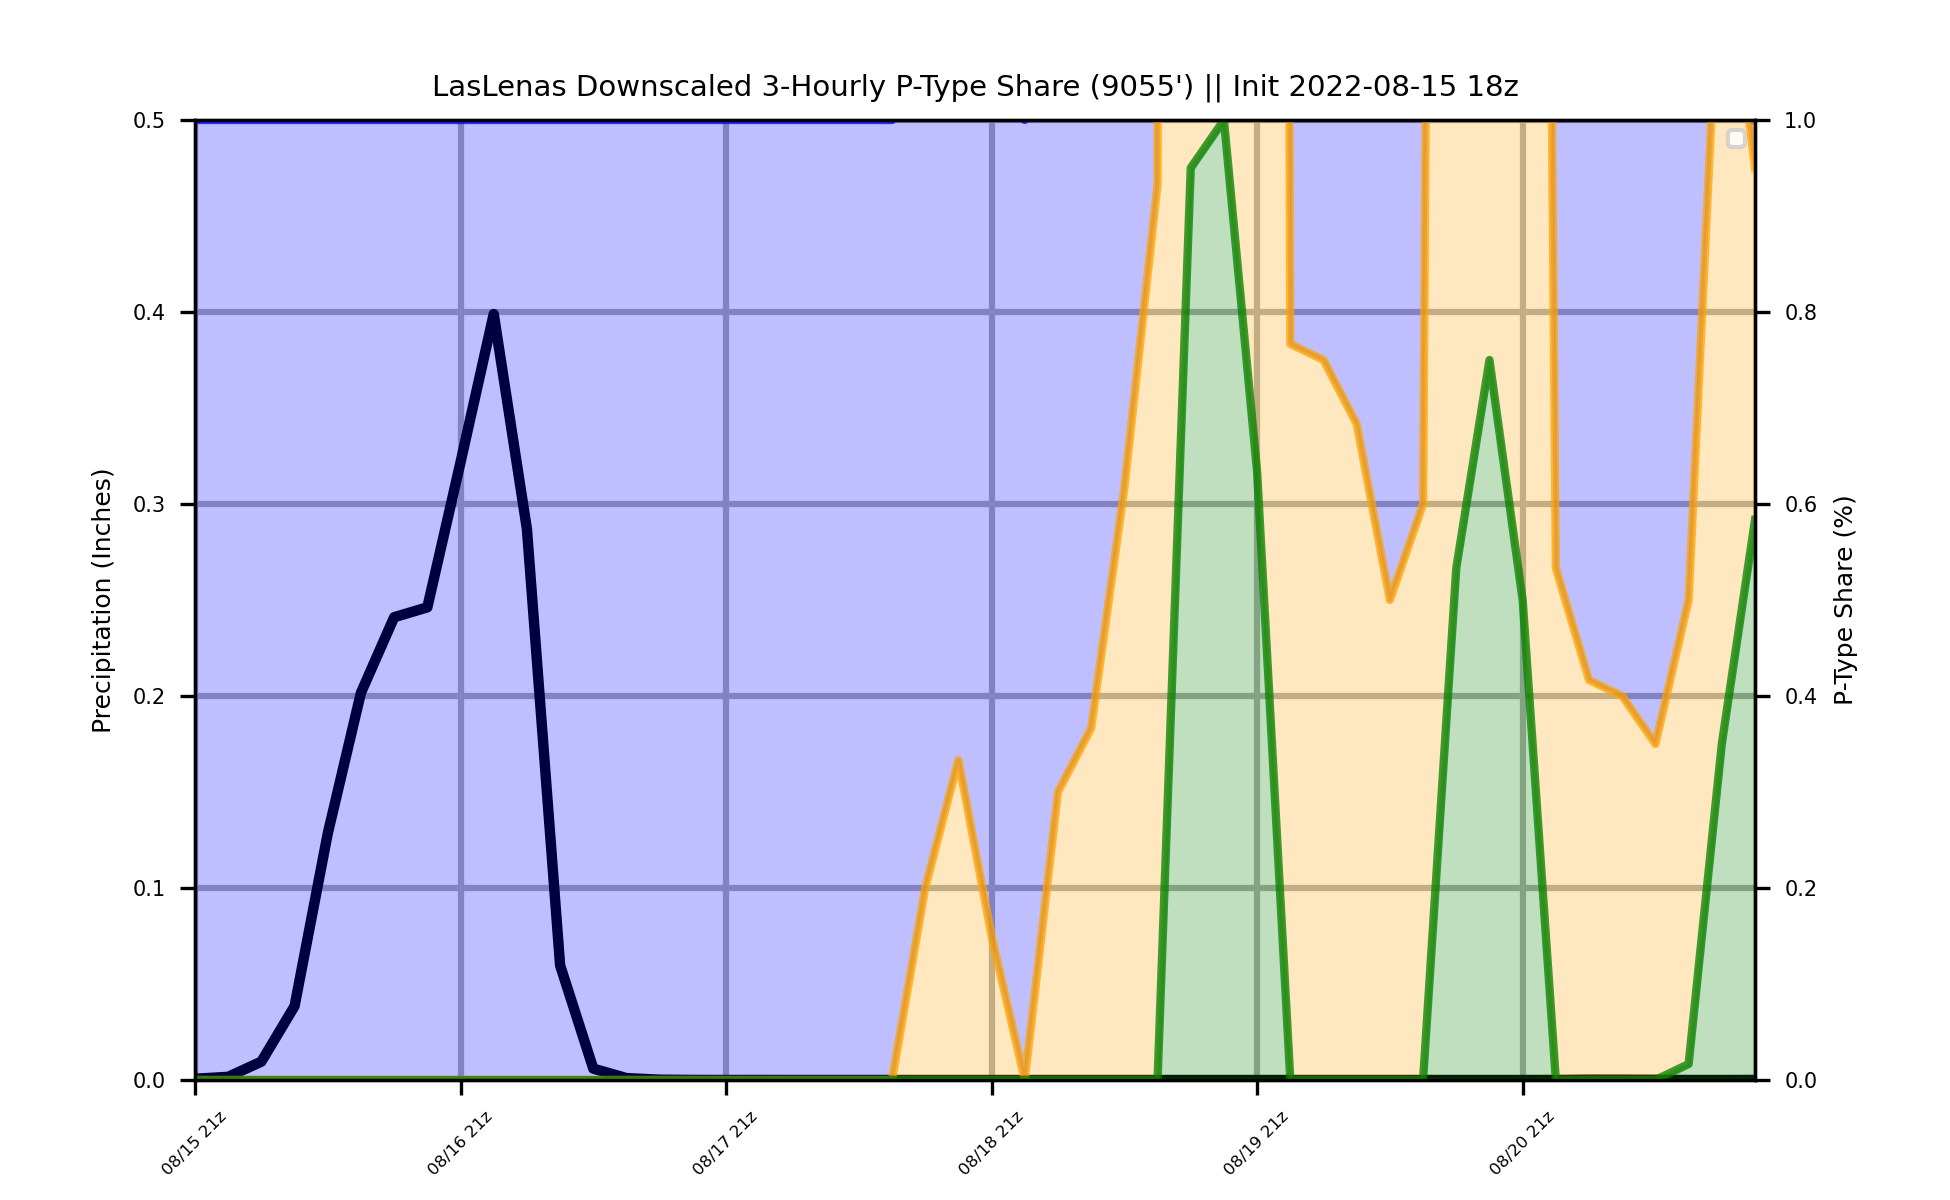 LasLenas Downscaled 3-Hourly P-Type Share (9055') || Init 2022-08-15 18z
Precipitation (Inches)
0.5
0.4
0.3
0.2
0.1
0.0
1.0
0.8
0.6
0.4
0.2
0.0
P-Type Share (%)
08/15 21z
08/16 21z
08/17 21z
08/18 21z
08/19 21z
08/20 21z